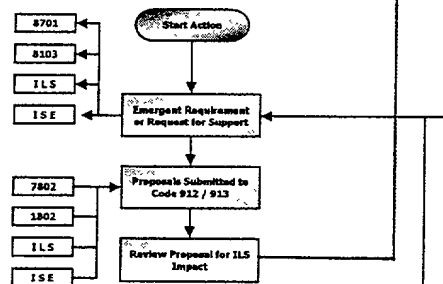 Start Action
8701
8103
ILS
ISE
Emergent Requirement
or Request for Support
Proposals Submitted to
Code 912 / 913
7802
1802
ILS
ISE
Review Proposal for ILS
Impact